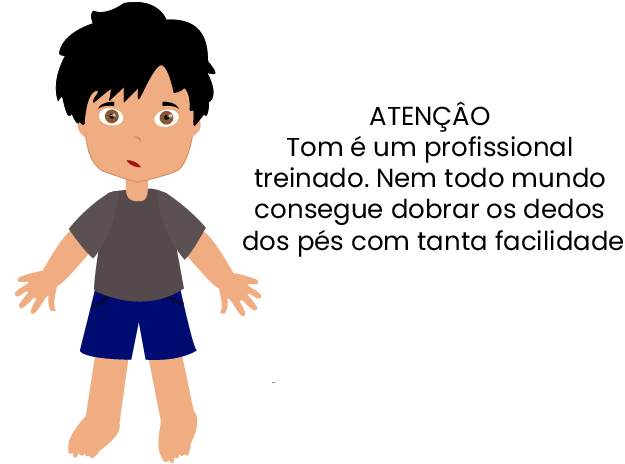 ATENÇÂO
Tom é um profissional
treinado. Nem todo mundo
consegue dobrar os dedos
dos pés com tanta facilidade